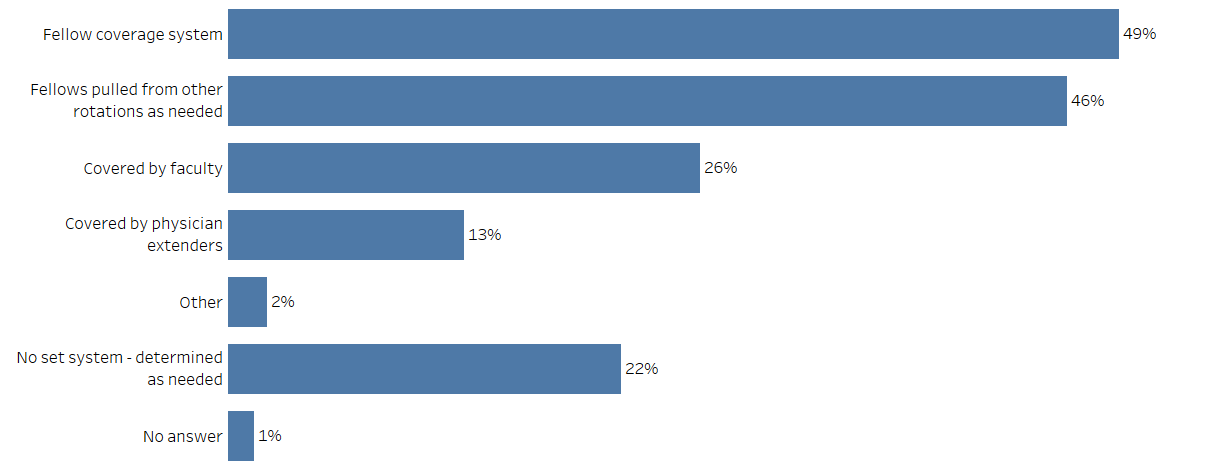 Fellow coverage system 49%
Fellows pulled from other
rotations as needed 46%
Covered by faculty 26%
Covered by physician
extenders 13%
Other 2%
No set system - determined
as needed 22%
No answer 1%